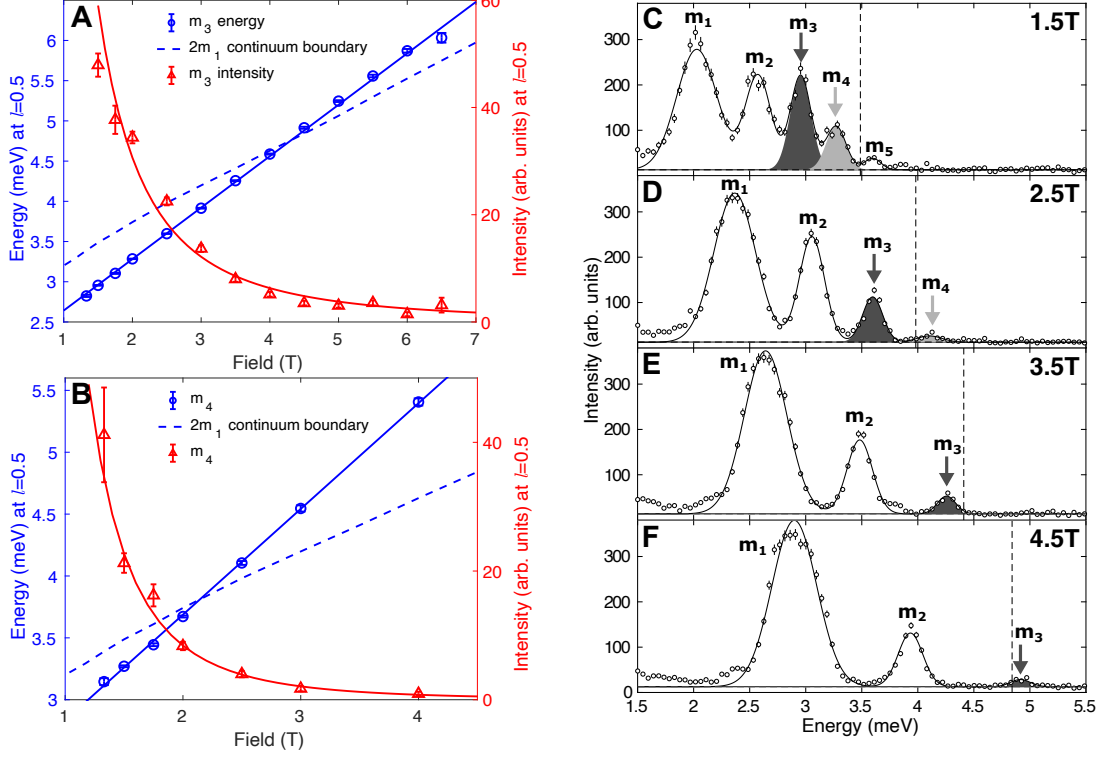 A
m3 energy
2m1 continuum boundary
m3 intensity
Energy (meV) at l=0.5
6
5.5
5
4.5
4
3.5
3
2.5
60
40
20
0
Intensity (arb. units) at l=0.5
1 2 3 4 5 6 7
Field (T)
B
m4
2m1 continuum boundary
m4
Energy (meV) at l=0.5
5.5
5
4.5
4
3.5
3
40
20
0
Intensity (arb. units) at l=0.5
1 2 3 4
Field (T)
C 1.5T
m1
m2
m3
m4
m5
300
200
100
D 2.5T
m1
m2
m3
m4
300
200
100
E 3.5T
m1
m2
m3
300
200
100
F 4.5T
m1
m2
m3
300
200
100
0
Intensity (arb. units)
1.5 2 2.5 3 3.5 4 4.5 5 5.5
Energy (meV)